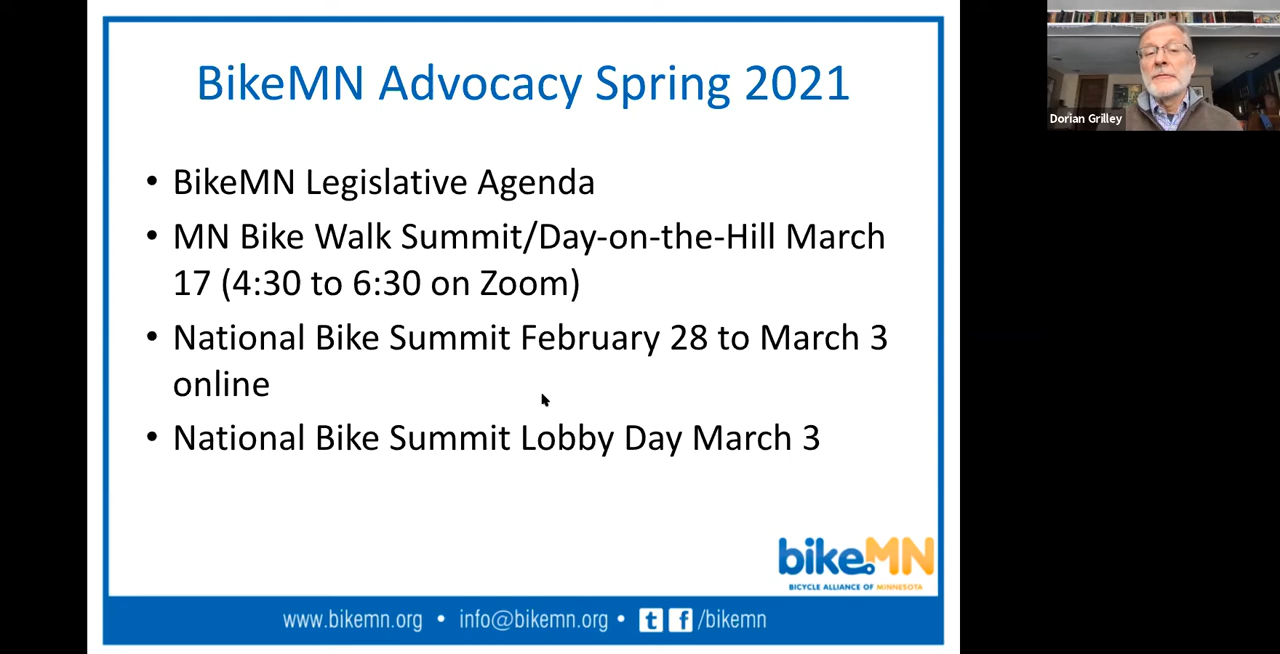 BikeMN Advocacy Spring 2021
• BikeMN Legislative Agenda
• MN Bike Walk Summit/Day-on-the-Hill March
17 (4:30 to 6:30 on Zoom)
• National Bike Summit February 28 to March 3
online
• National Bike Summit Lobby Day March 3
bikeMN
BICYCLE ALLIANCE OF MINNESOTA
www.bikemn.org • info@bikemn.org • t f /bikemn
Dorian Grilley